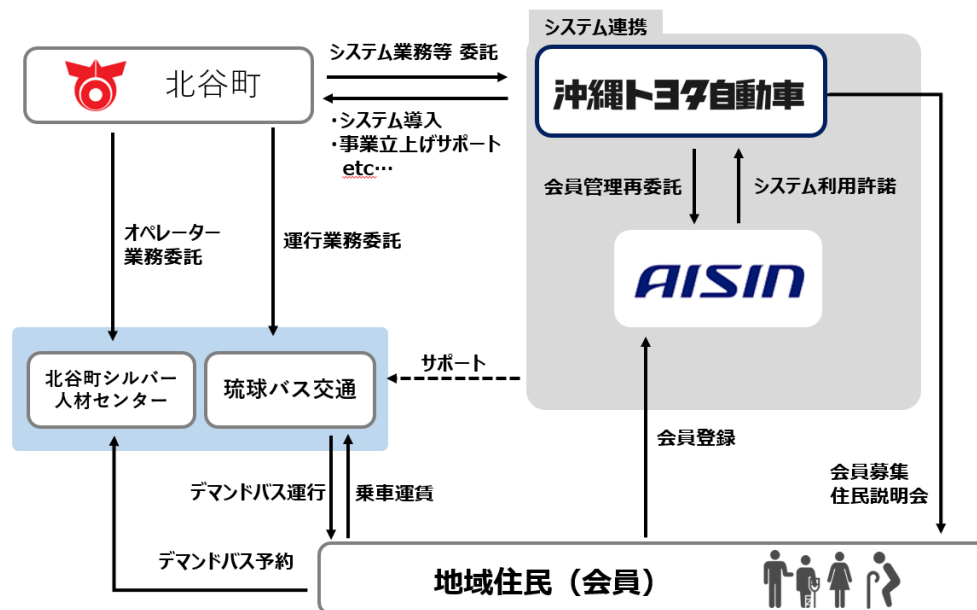 システム連携
北谷町
システム業務等 委託
沖縄トヨタ自動車
・システム導入
・事業立上げサポート
etc…
会員管理再委託
システム利用許諾
オペレーター
業務委託
運行業務委託
AISIN
北谷町シルバー
人材センター
琉球バス交通
サポート
会員登録
会員募集
住民説明会
デマンドバス運行
乗車運賃
デマンドバス予約
地域住民（会員）